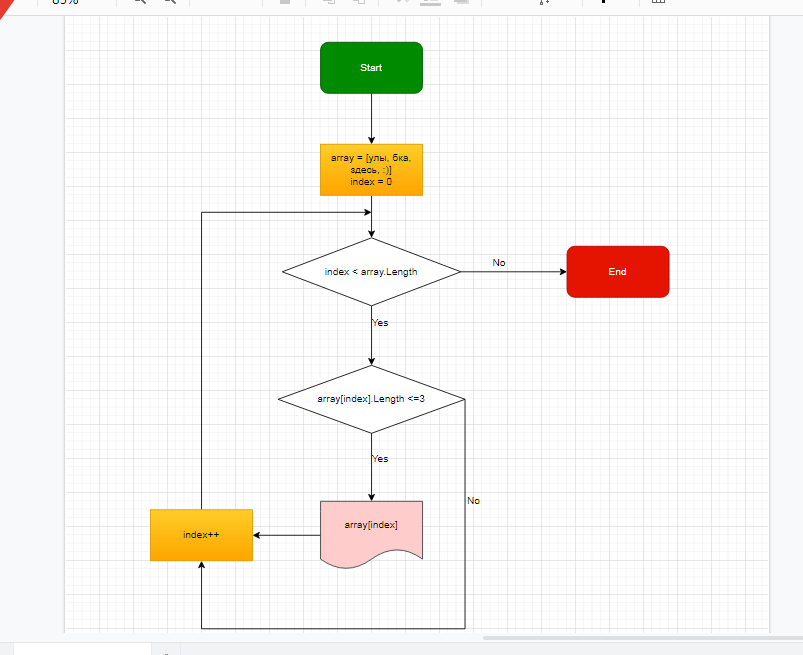 Start
array = [улы, бка,
здесь, :)]
index = 0
index < array.Length
No
End
Yes
array[index].Length <=3
Yes
No
array[index]
index++